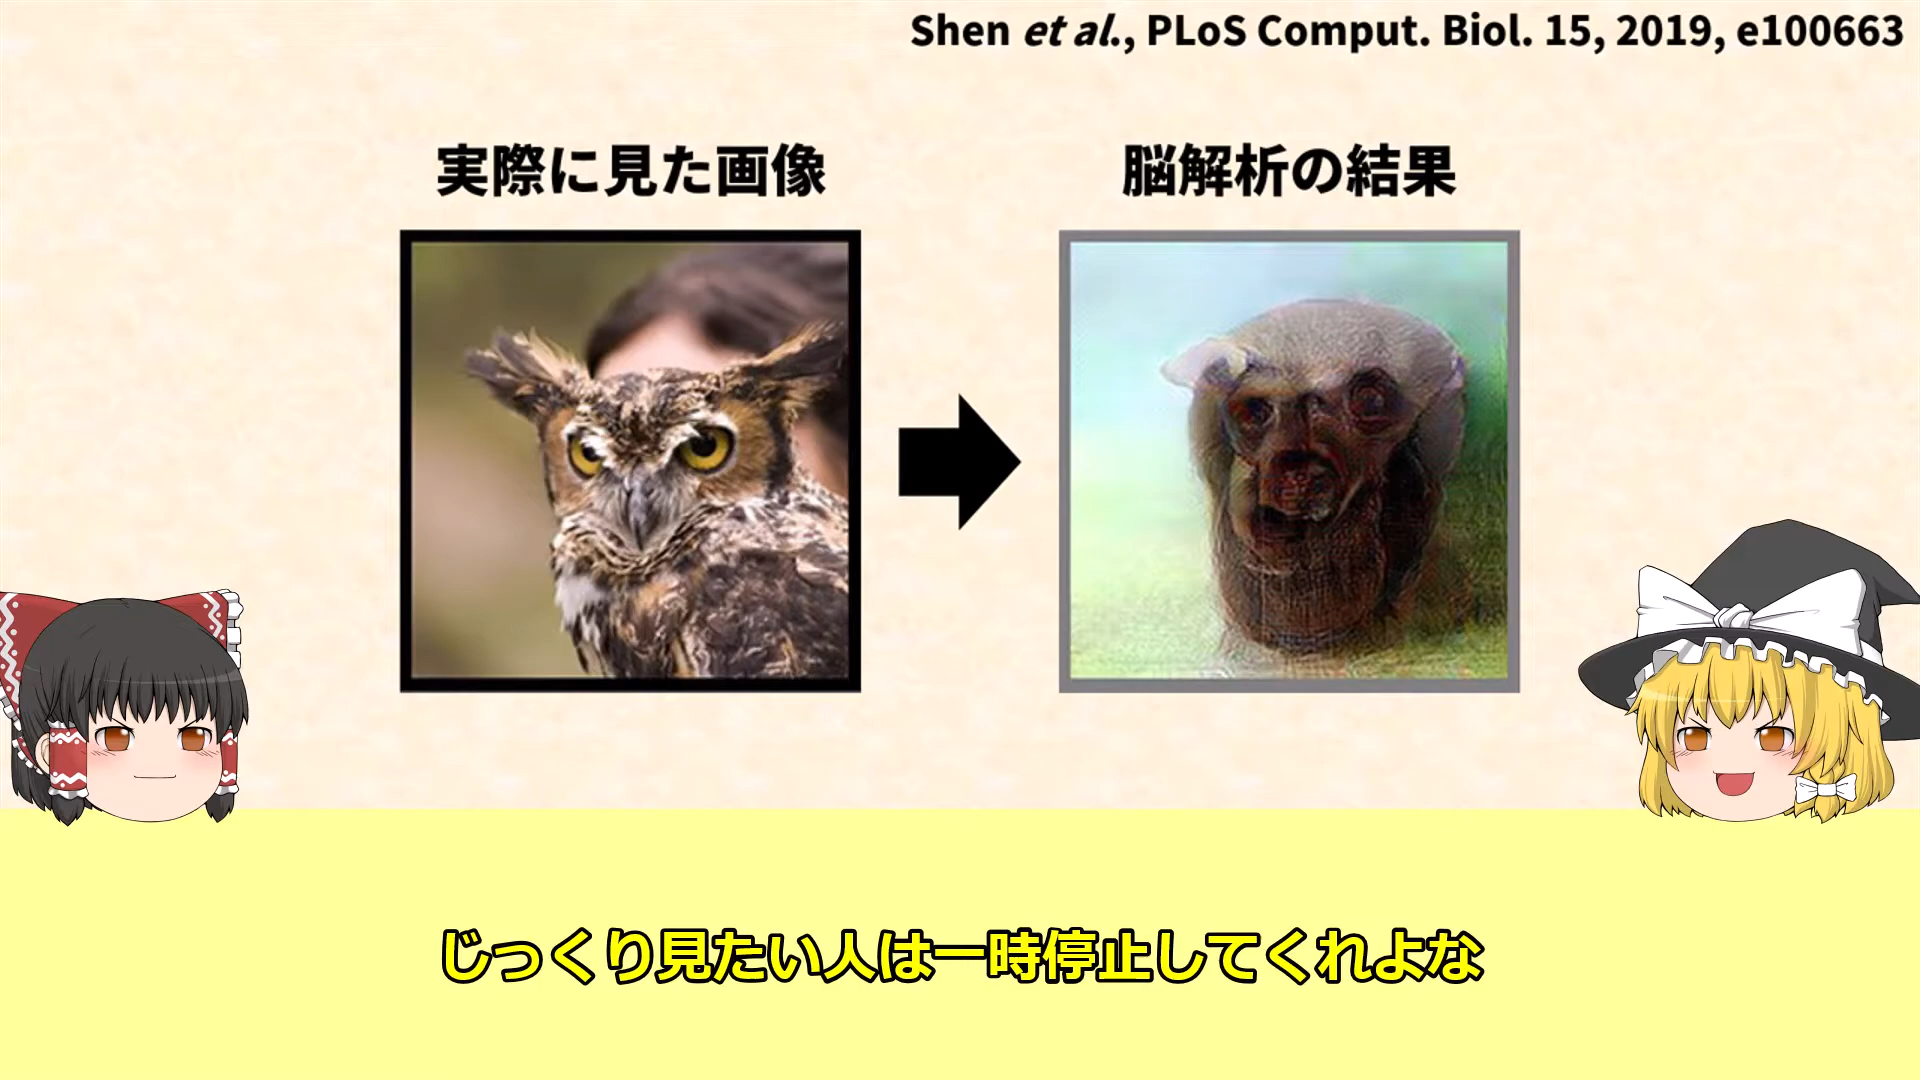 Shen et al., PLoS Comput. Biol. 15, 2019, e100663
実際に見た画像
脳解析の結果
じっくり見たい人は一時停止してくれよな